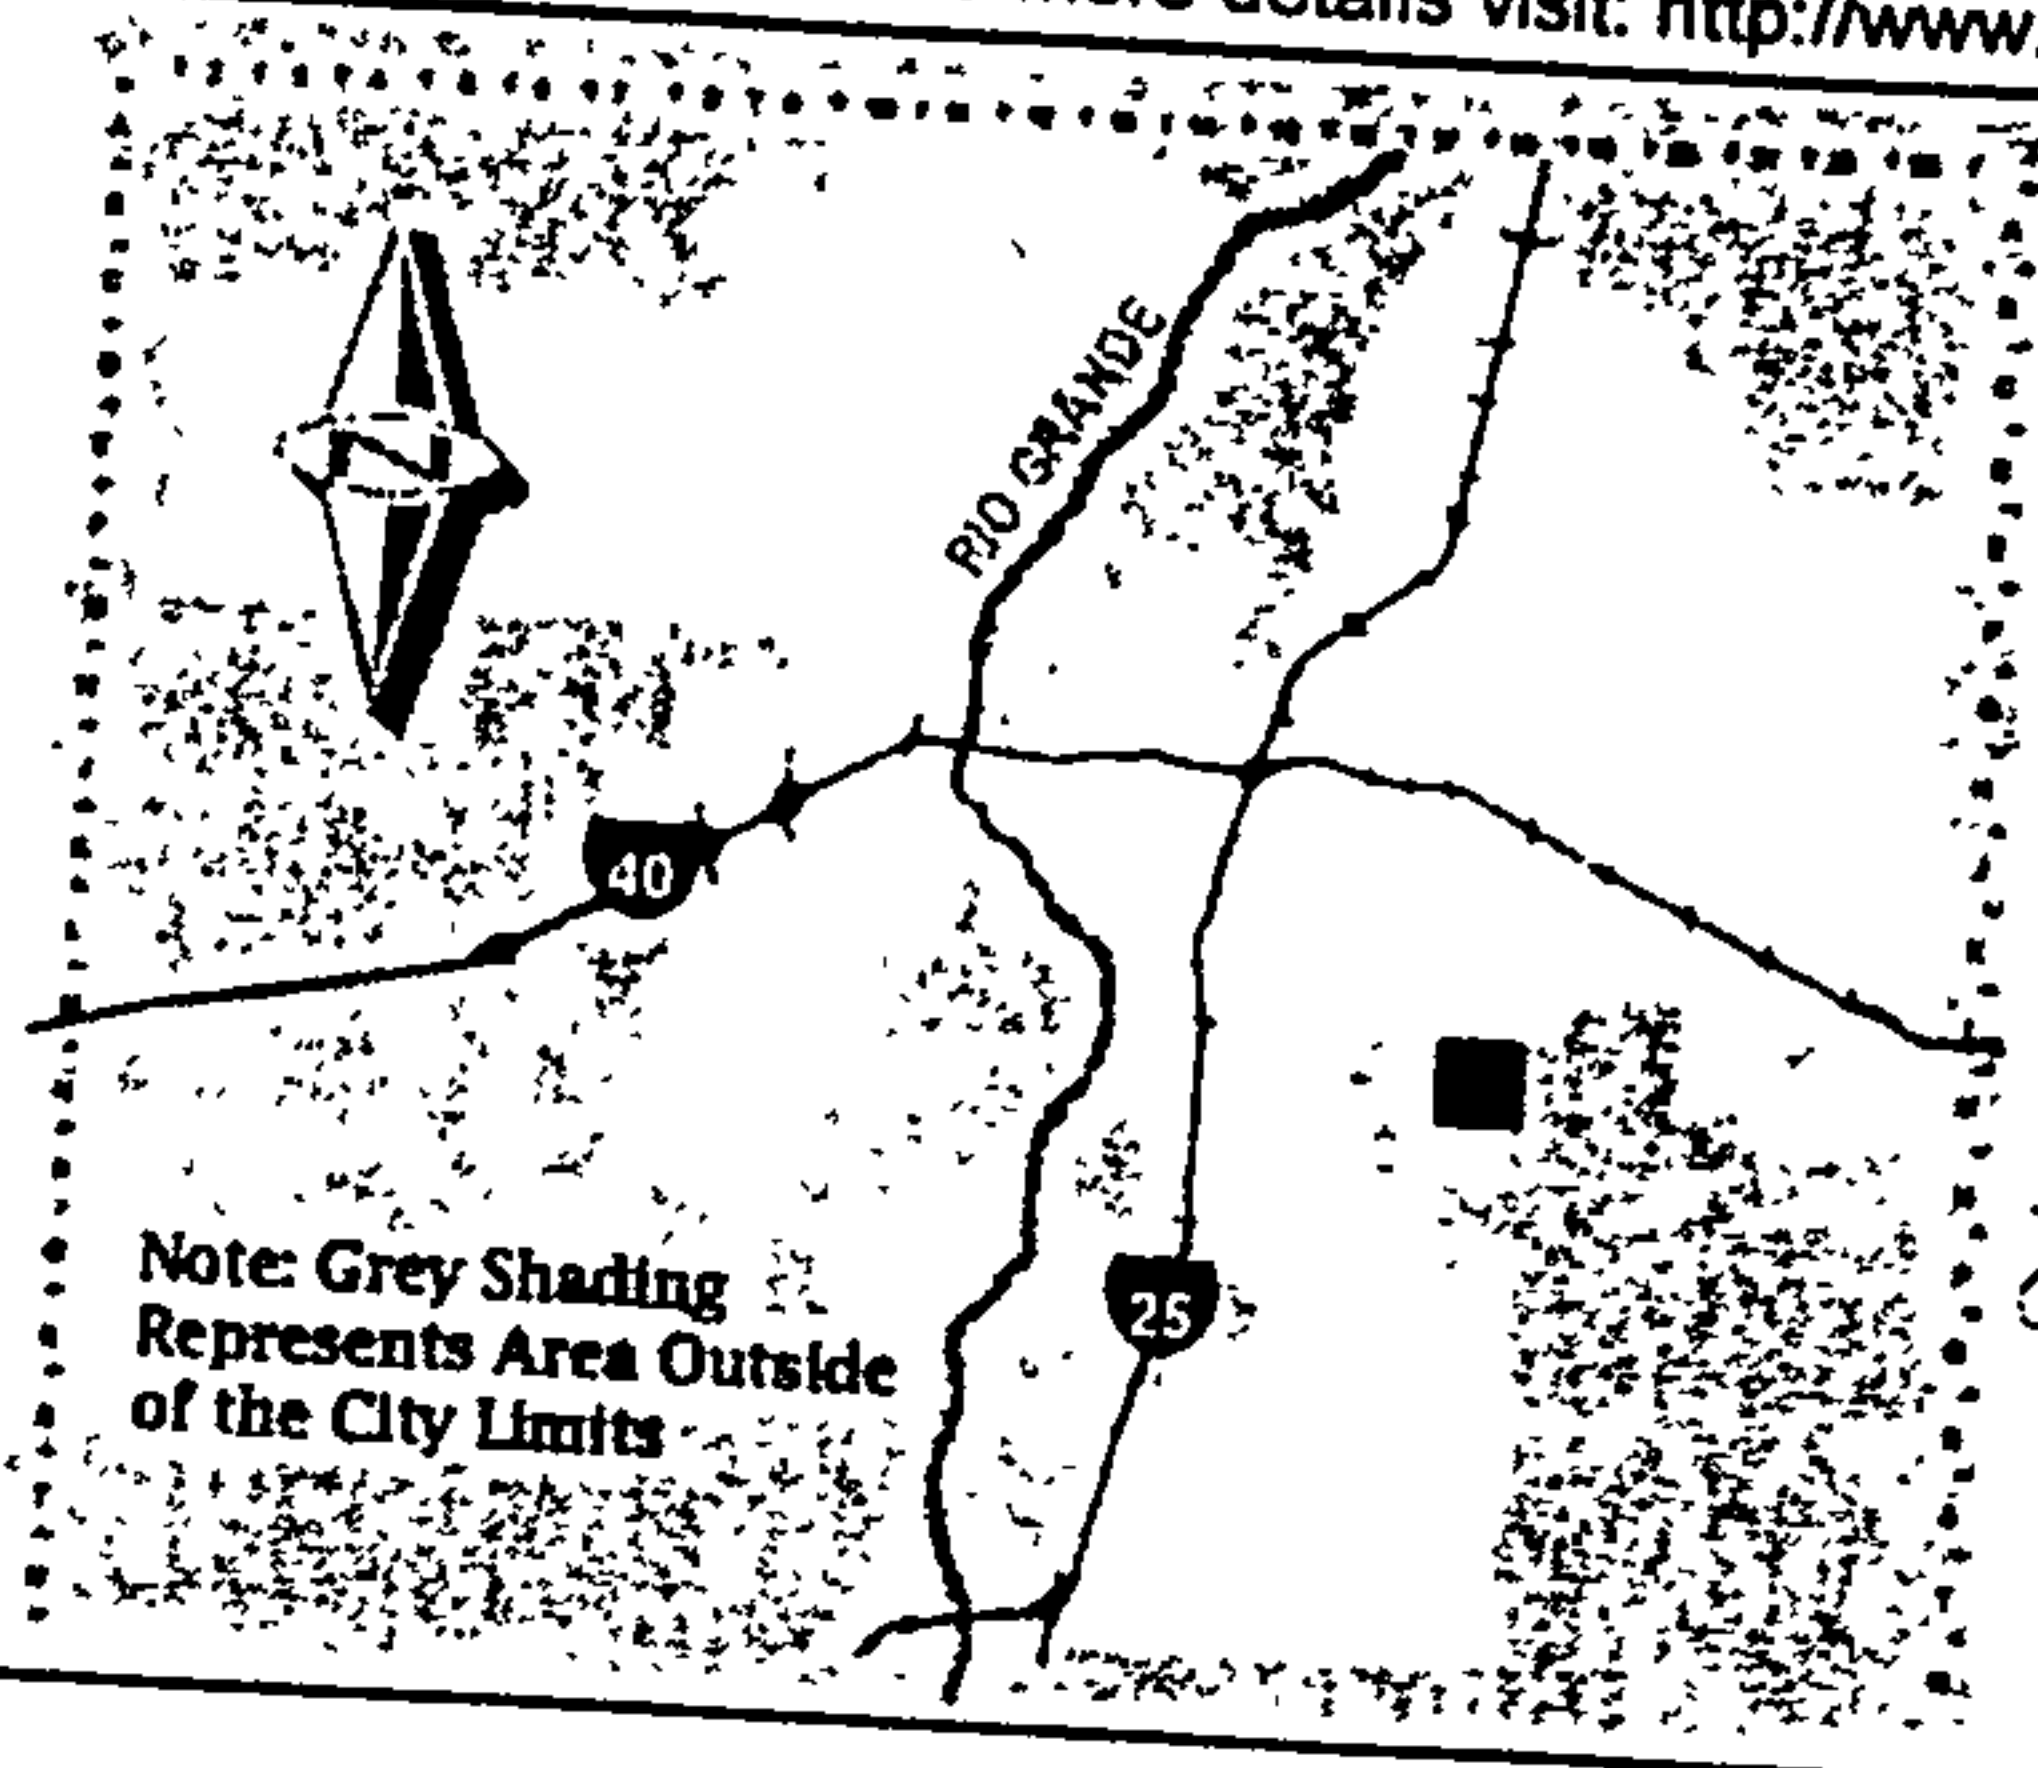 details visit: http://www.
RIO GRANDE
N
40
Note: Grey Shading
Represents Area Outside
of the City Limits
25